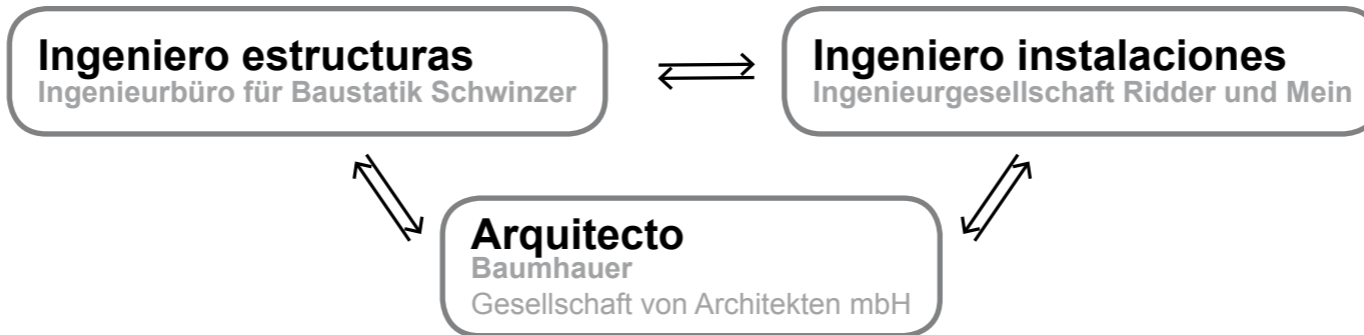 Ingeniero estructuras
Ingenieurbüro für Baustatik Schwinzer
Ingeniero instalaciones
Ingenieurgesellschaft Ridder und Mein
Arquitecto
Baumhauer
Gesellschaft von Architekten mbH